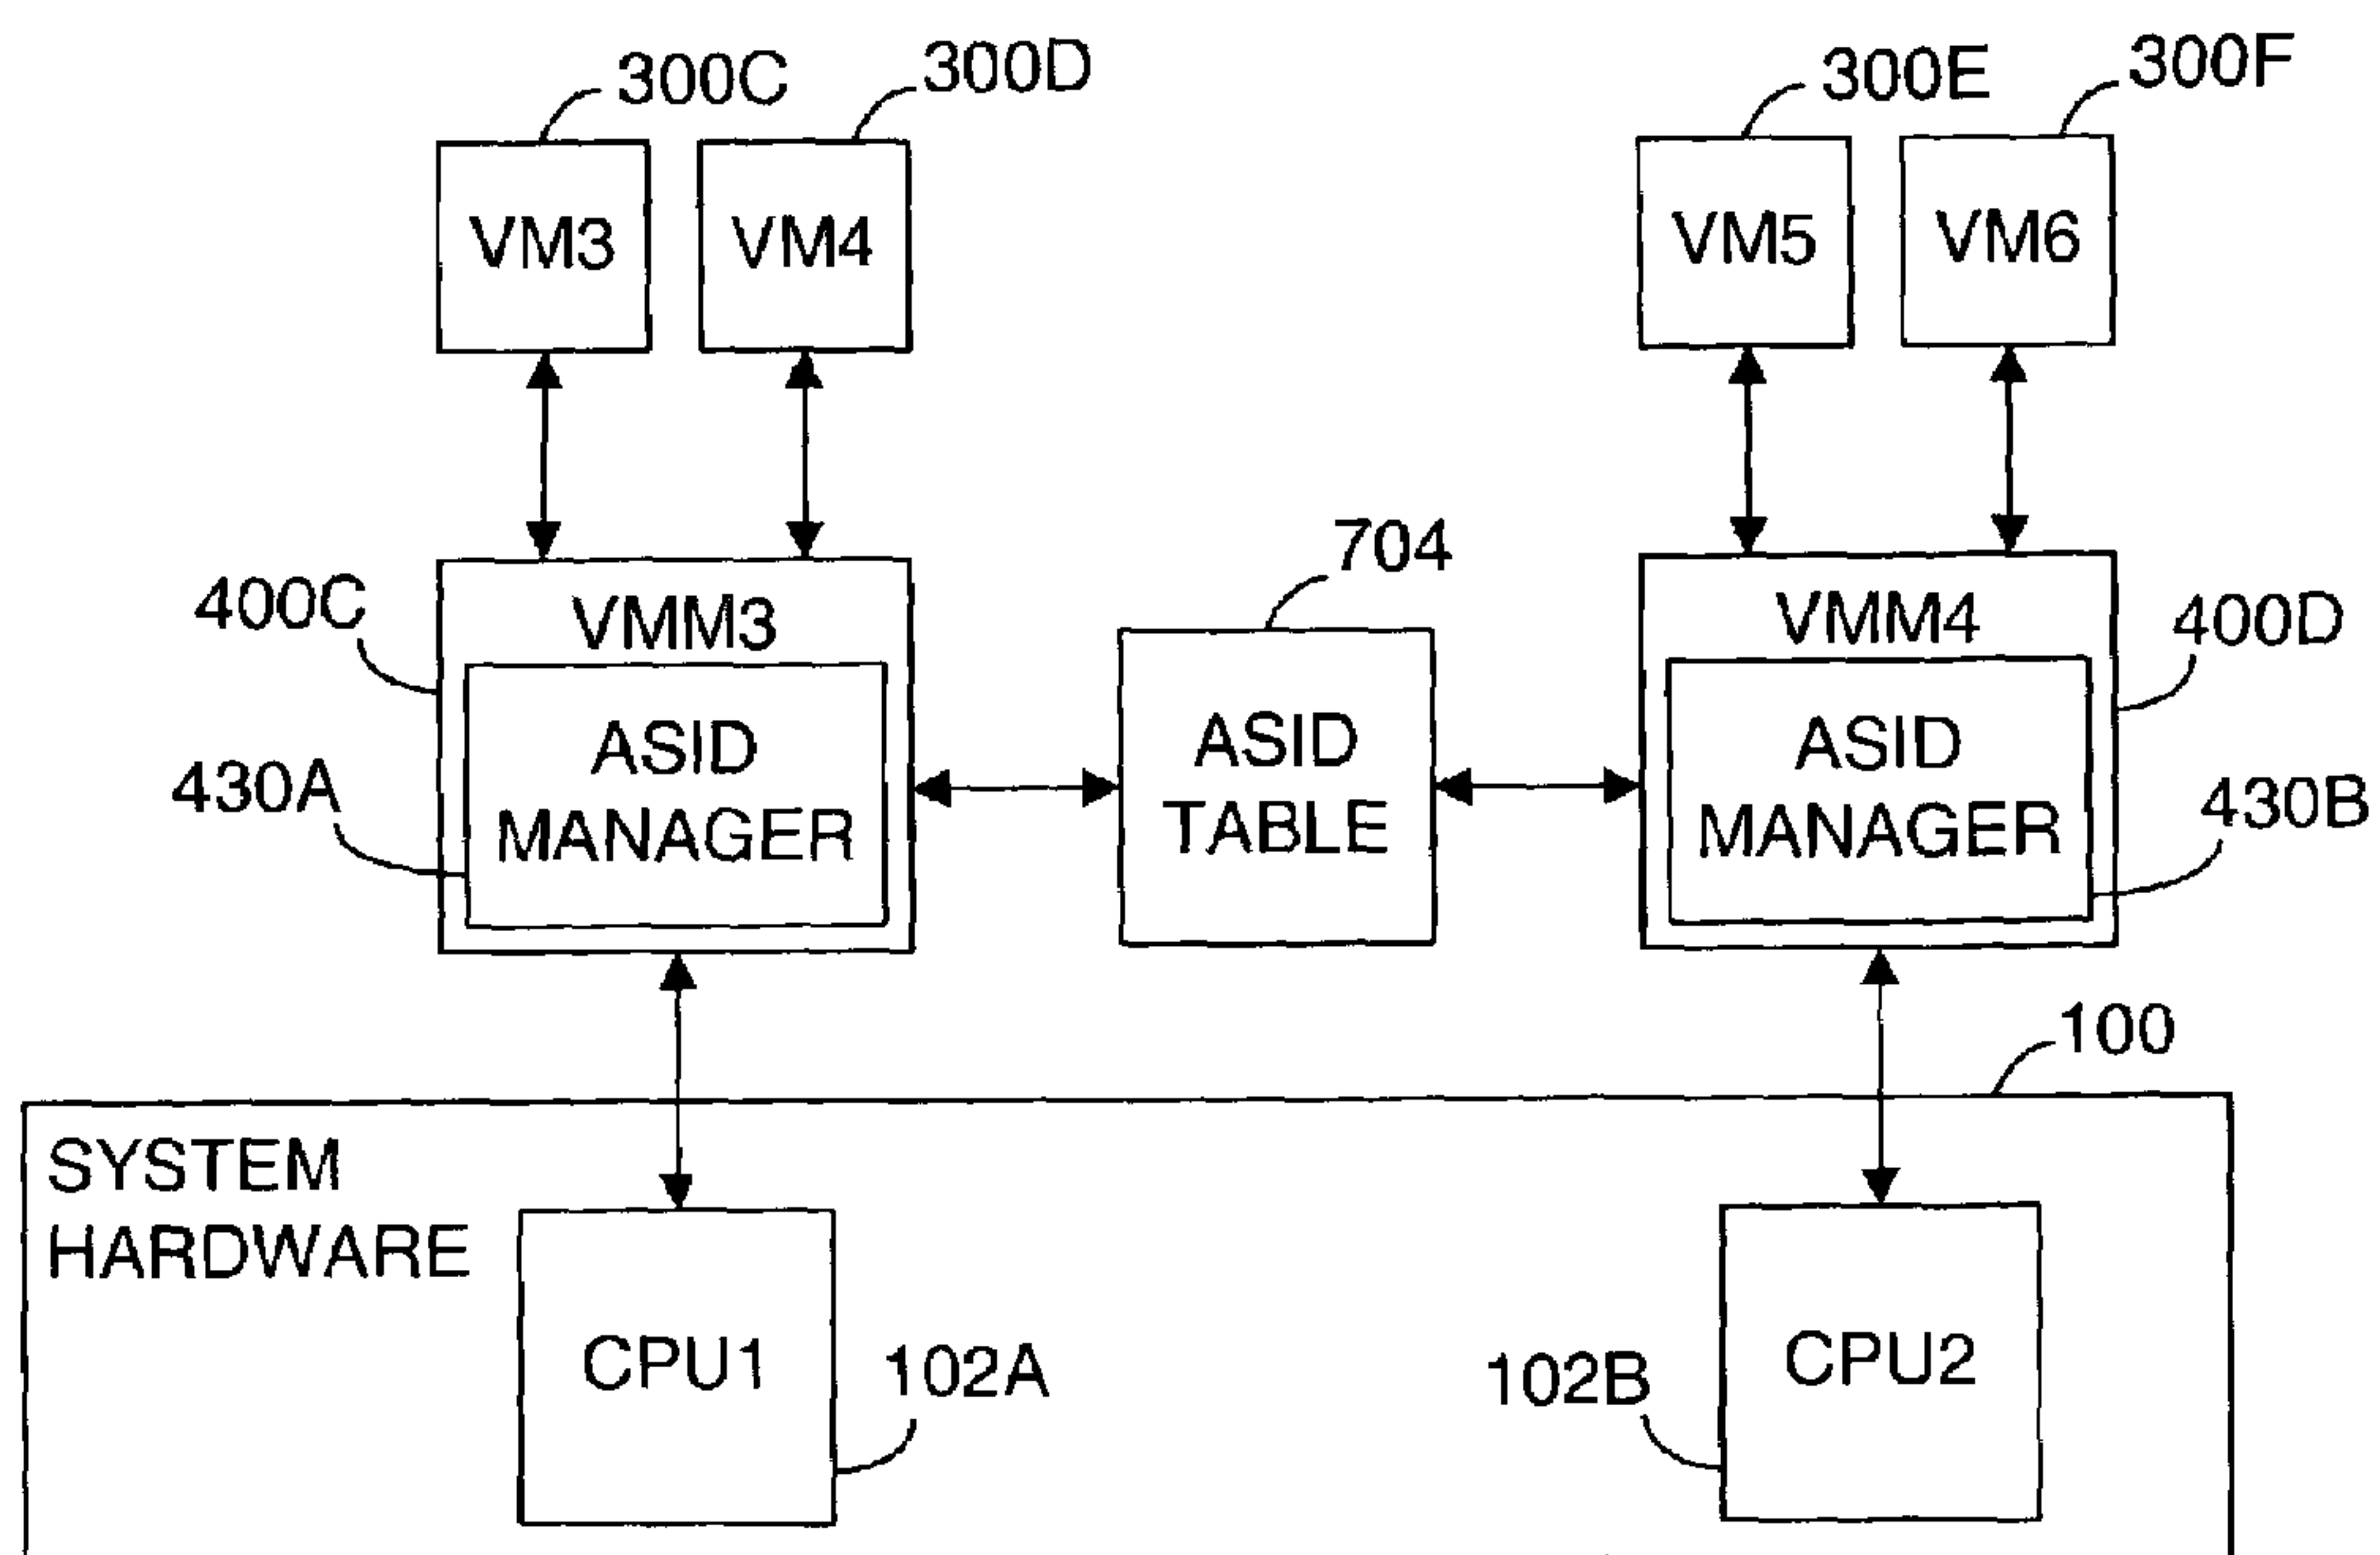 300C
300D
300E
300F
VM3
VM4
VM5
VM6
704
400C
VMM3
VMM4
400D
ASID
MANAGER
430A
ASID
TABLE
ASID
MANAGER
430B
100
SYSTEM
HARDWARE
CPU1
102A
102B
CPU2